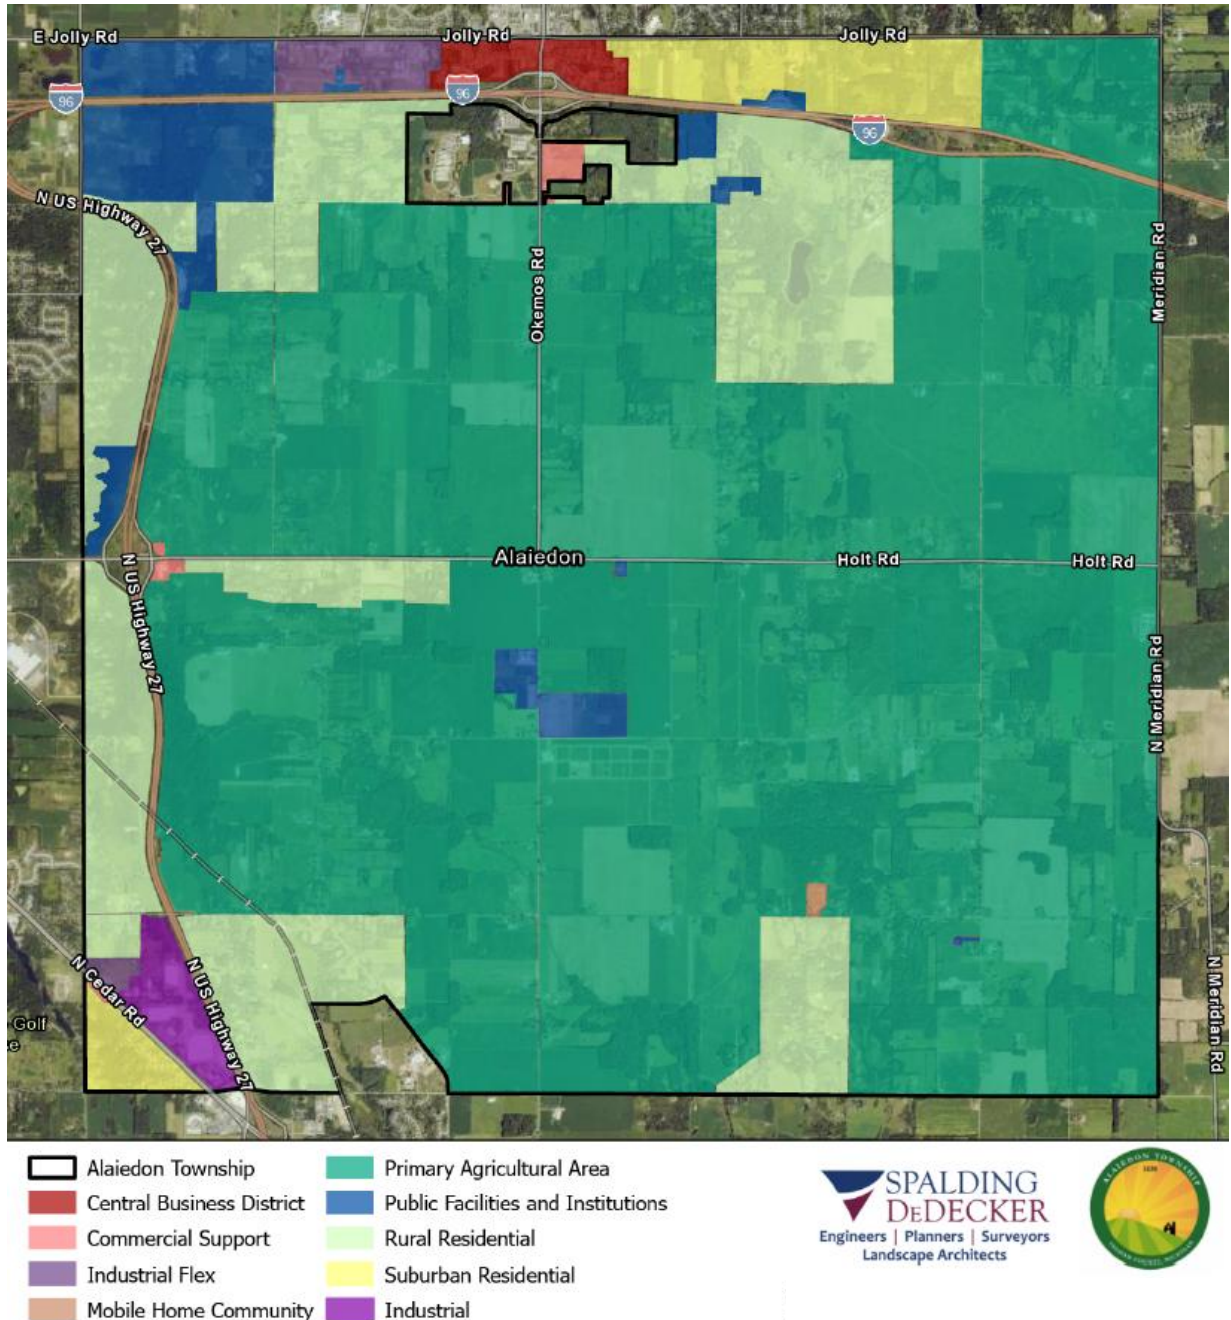 E Jolly Rd
Jolly Rd
Jolly Rd
96
96
96
N US Highway 27
Okemos Rd
Meridian Rd
Alaiedon
Holt Rd
Holt Rd
N US Highway 27
N Meridian Rd
N Cedar Rd
N US Highway 27
N Meridian Rd
Golf
Alaiedon Township
Central Business District
Commercial Support
Industrial Flex
Mobile Home Community
Primary Agricultural Area
Public Facilities and Institutions
Rural Residential
Suburban Residential
Industrial
SPALDING
DEDECKER
Engineers | Planners | Surveyors
Landscape Architects
ALAIEDON TOWNSHIP